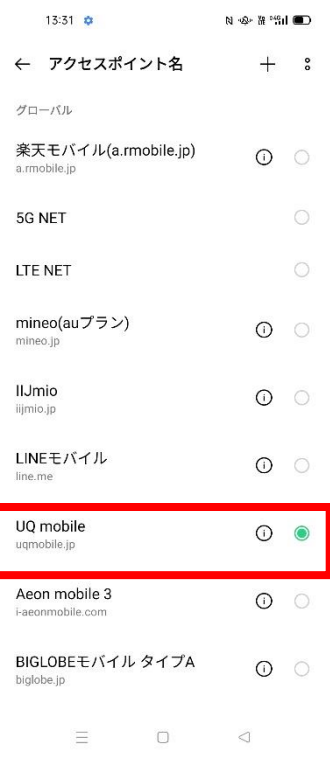 13:31
アクセスポイント名
グローバル
楽天モバイル(a.rmobile.jp)
a.rmobile.jp
5G NET
LTE NET
mineo(auプラン)
mineo.jp
IIJmio
iijmio.jp
LINEモバイル
line.me
UQ mobile
uqmobile.jp
Aeon mobile 3
i-aeonmobile.com
BIGLOBEモバイル タイプA
biglobe.jp